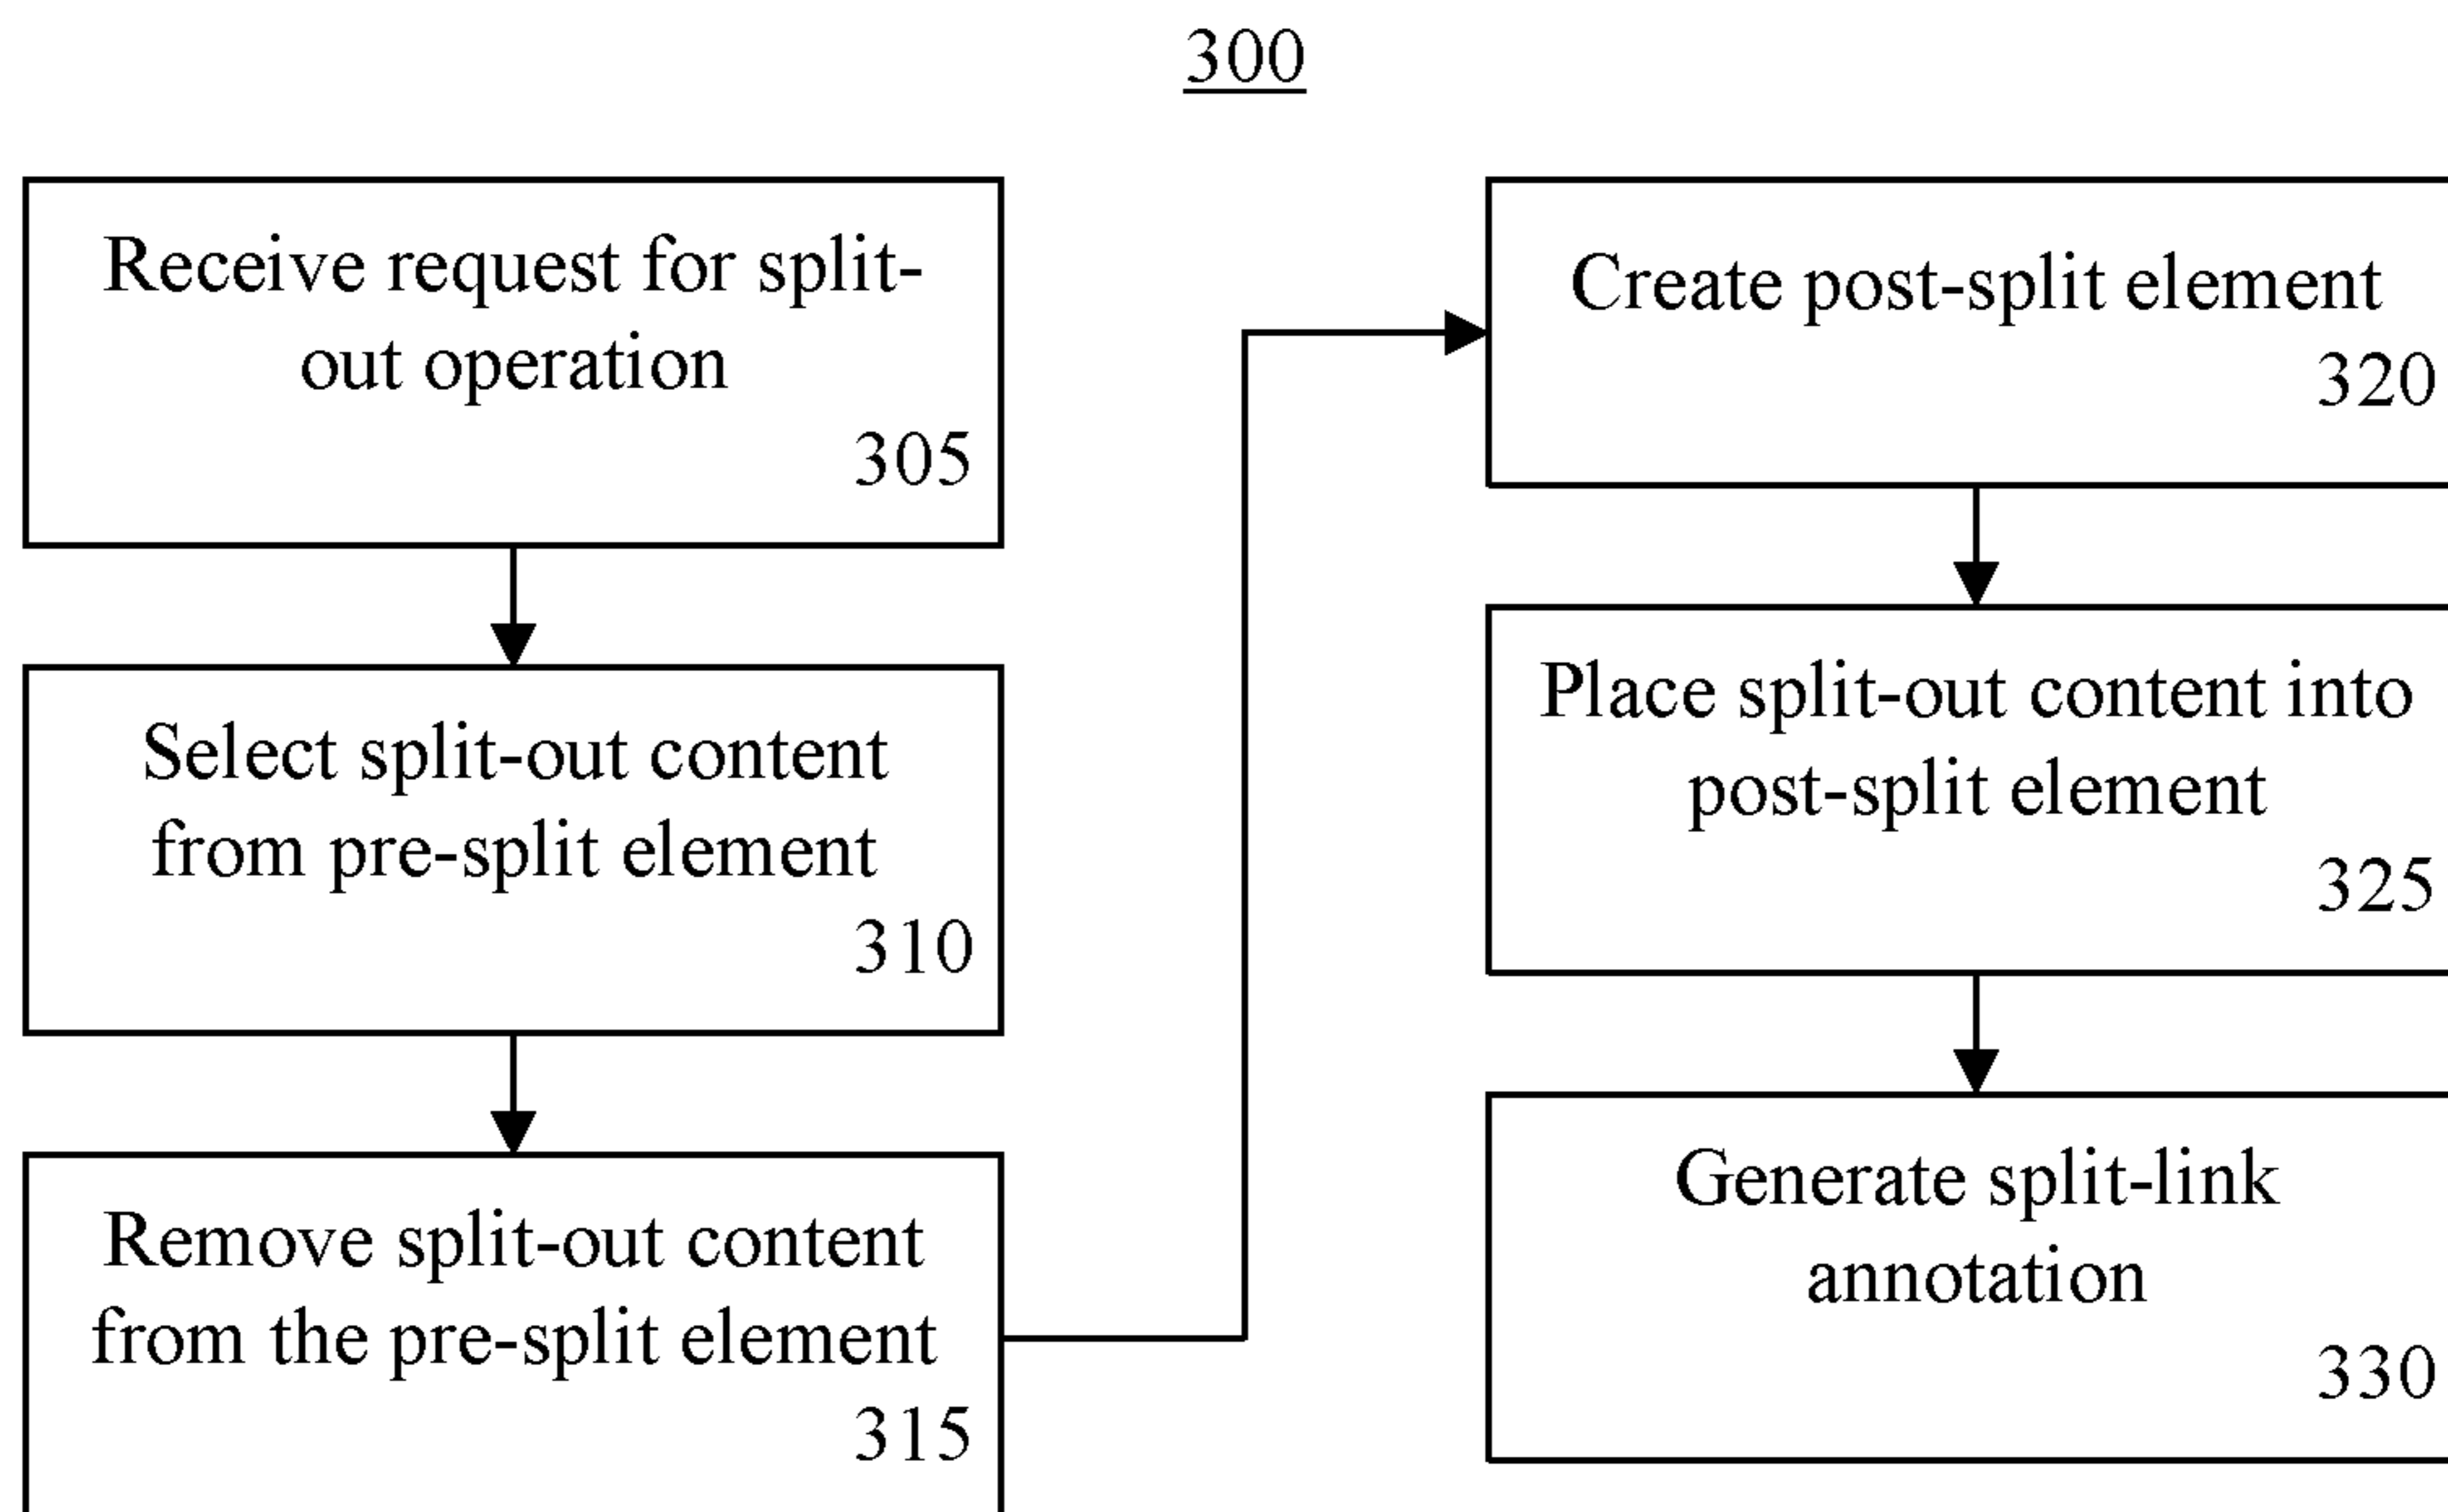 300
Receive request for split-
out operation
305
Select split-out content
from pre-split element
310
Remove split-out content
from the pre-split element
315
Create post-split element
320
Place split-out content into
post-split element
325
Generate split-link
annotation
330